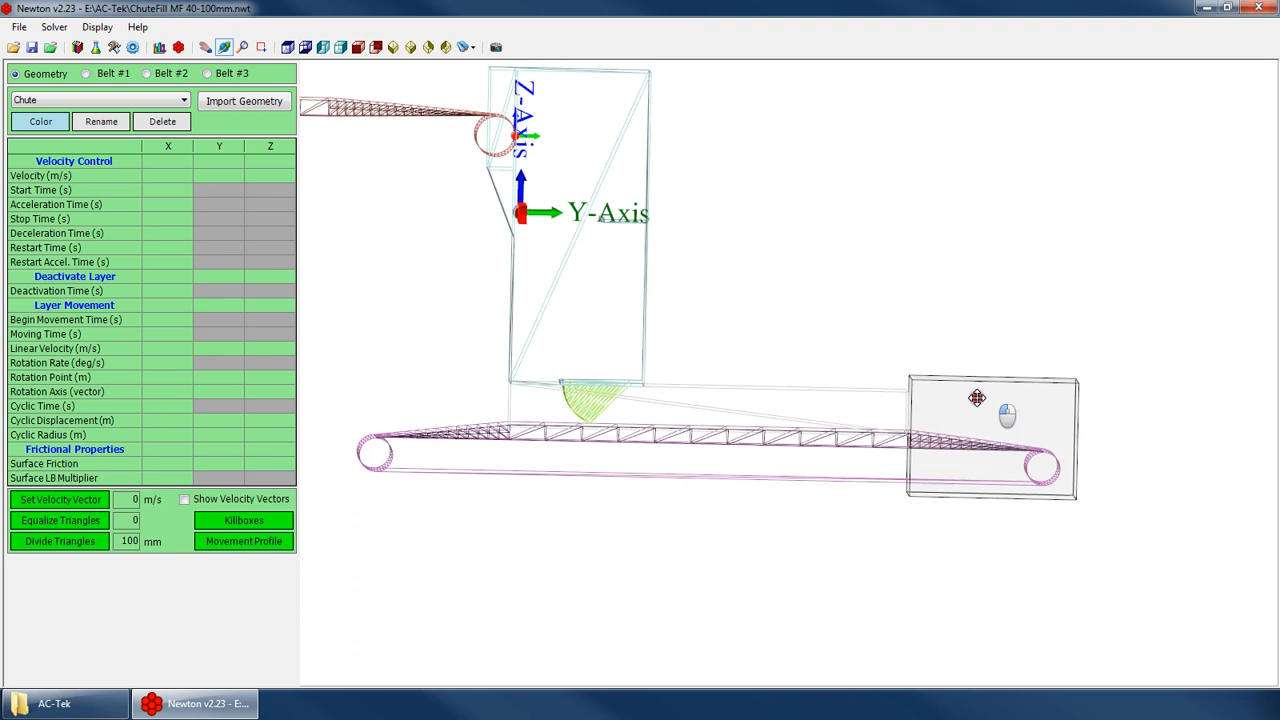 Newton v2.23 - E:\AC-Tek\ChuteFill MF 40-100mm.nwt
File Solver Display Help
Geometry Belt #1 Belt #2 Belt #3
Chute Import Geometry
Color Rename Delete
X Y Z
Velocity Control
Velocity (m/s)
Start Time (s)
Acceleration Time (s)
Stop Time (s)
Deceleration Time (s)
Restart Time (s)
Restart Accel. Time (s)
Deactivate Layer
Deactivation Time (s)
Layer Movement
Begin Movement Time (s)
Moving Time (s)
Linear Velocity (m/s)
Rotation Rate (deg/s)
Rotation Point (m)
Rotation Axis (vector)
Cyclic Time (s)
Cyclic Displacement (m)
Cyclic Radius (m)
Frictional Properties
Surface Friction
Surface LB Multiplier
Set Velocity Vector 0 m/s Show Velocity Vectors
Equalize Triangles 0 Killboxes
Divide Triangles 100 mm Movement Profile
Z-Axis
Y-Axis
AC-Tek Newton v2.23 - E:...